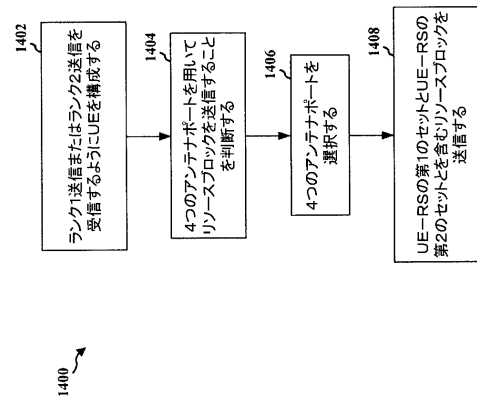 1400
1402
ランク1送信またはランク2送信を
受信するようにUEを構成する
1404
4つのアンテナポートを用いて
リソースブロックを送信すること
を判断する
1406
4つのアンテナポートを
選択する
1408
UE-RSの第1のセットとUE-RSの
第2のセットとを含むリソースブロックを
送信する